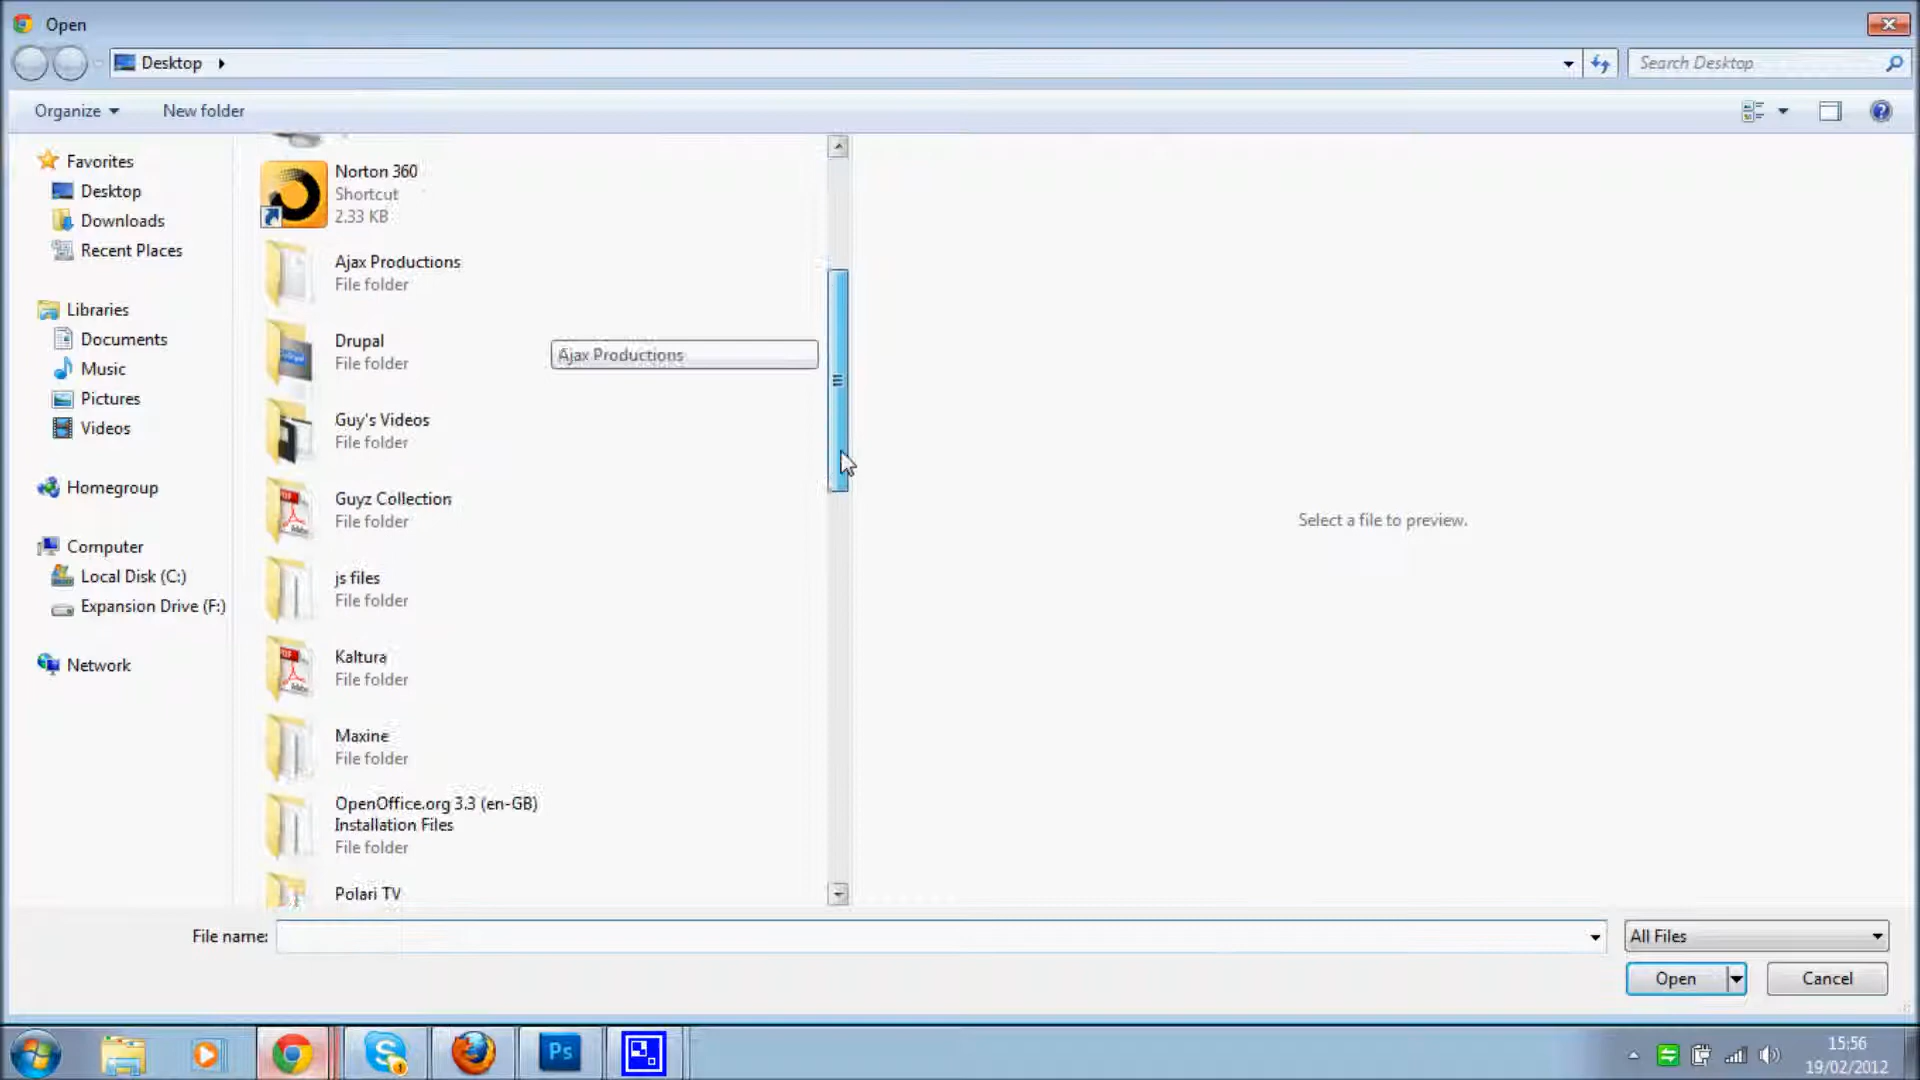 Open
Desktop
Search Desktop
Organize
New folder
Favorites
Desktop
Downloads
Recent Places
Libraries
Documents
Music
Pictures
Videos
Homegroup
Computer
Local Disk (C:)
Expansion Drive (F:)
Network
Norton 360
Shortcut
2.33 KB
Ajax Productions
File folder
Drupal
File folder
Ajax Productions
Guy's Videos
File folder
Guyz Collection
File folder
js files
File folder
Kaltura
File folder
Maxine
File folder
OpenOffice.org 3.3 (en-GB)
Installation Files
File folder
Polari TV
Select a file to preview.
File name:
All Files
Open
Cancel
Ps
15:56
19/02/2012